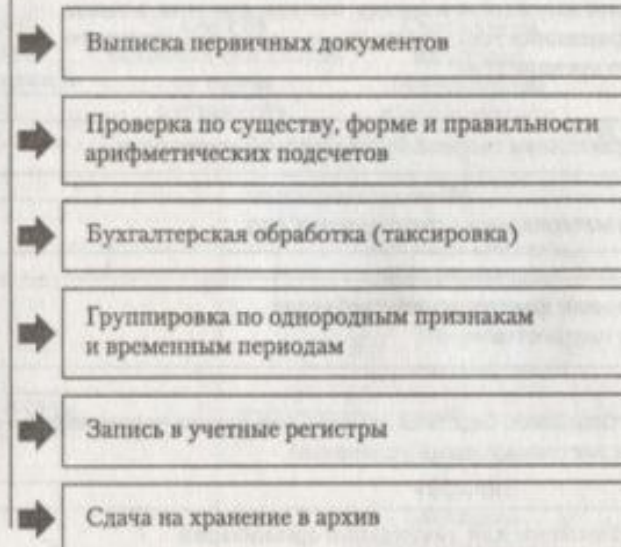 Выписка первичных документов
Проверка по существу, форме и правильности
арифметических подсчетов
Бухгалтерская обработка (таксировка)
Группировка по однородным признакам
и временным периодам
Запись в учетные регистры
Сдача на хранение в архив